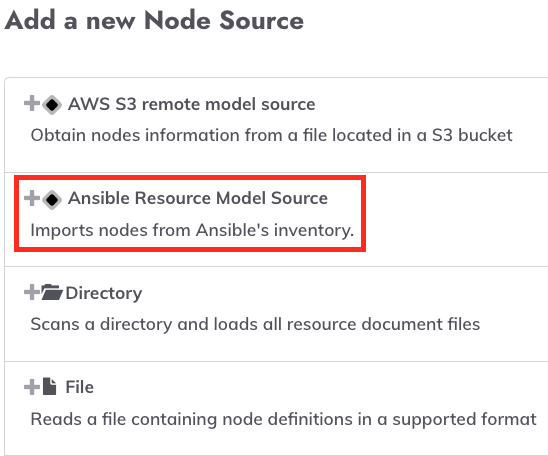 Add a new Node Source
AWS S3 remote model source
Obtain nodes information from a file located in a S3 bucket
Ansible Resource Model Source
Imports nodes from Ansible's inventory.
Directory
Scans a directory and loads all resource document files
File
Reads a file containing node definitions in a supported format